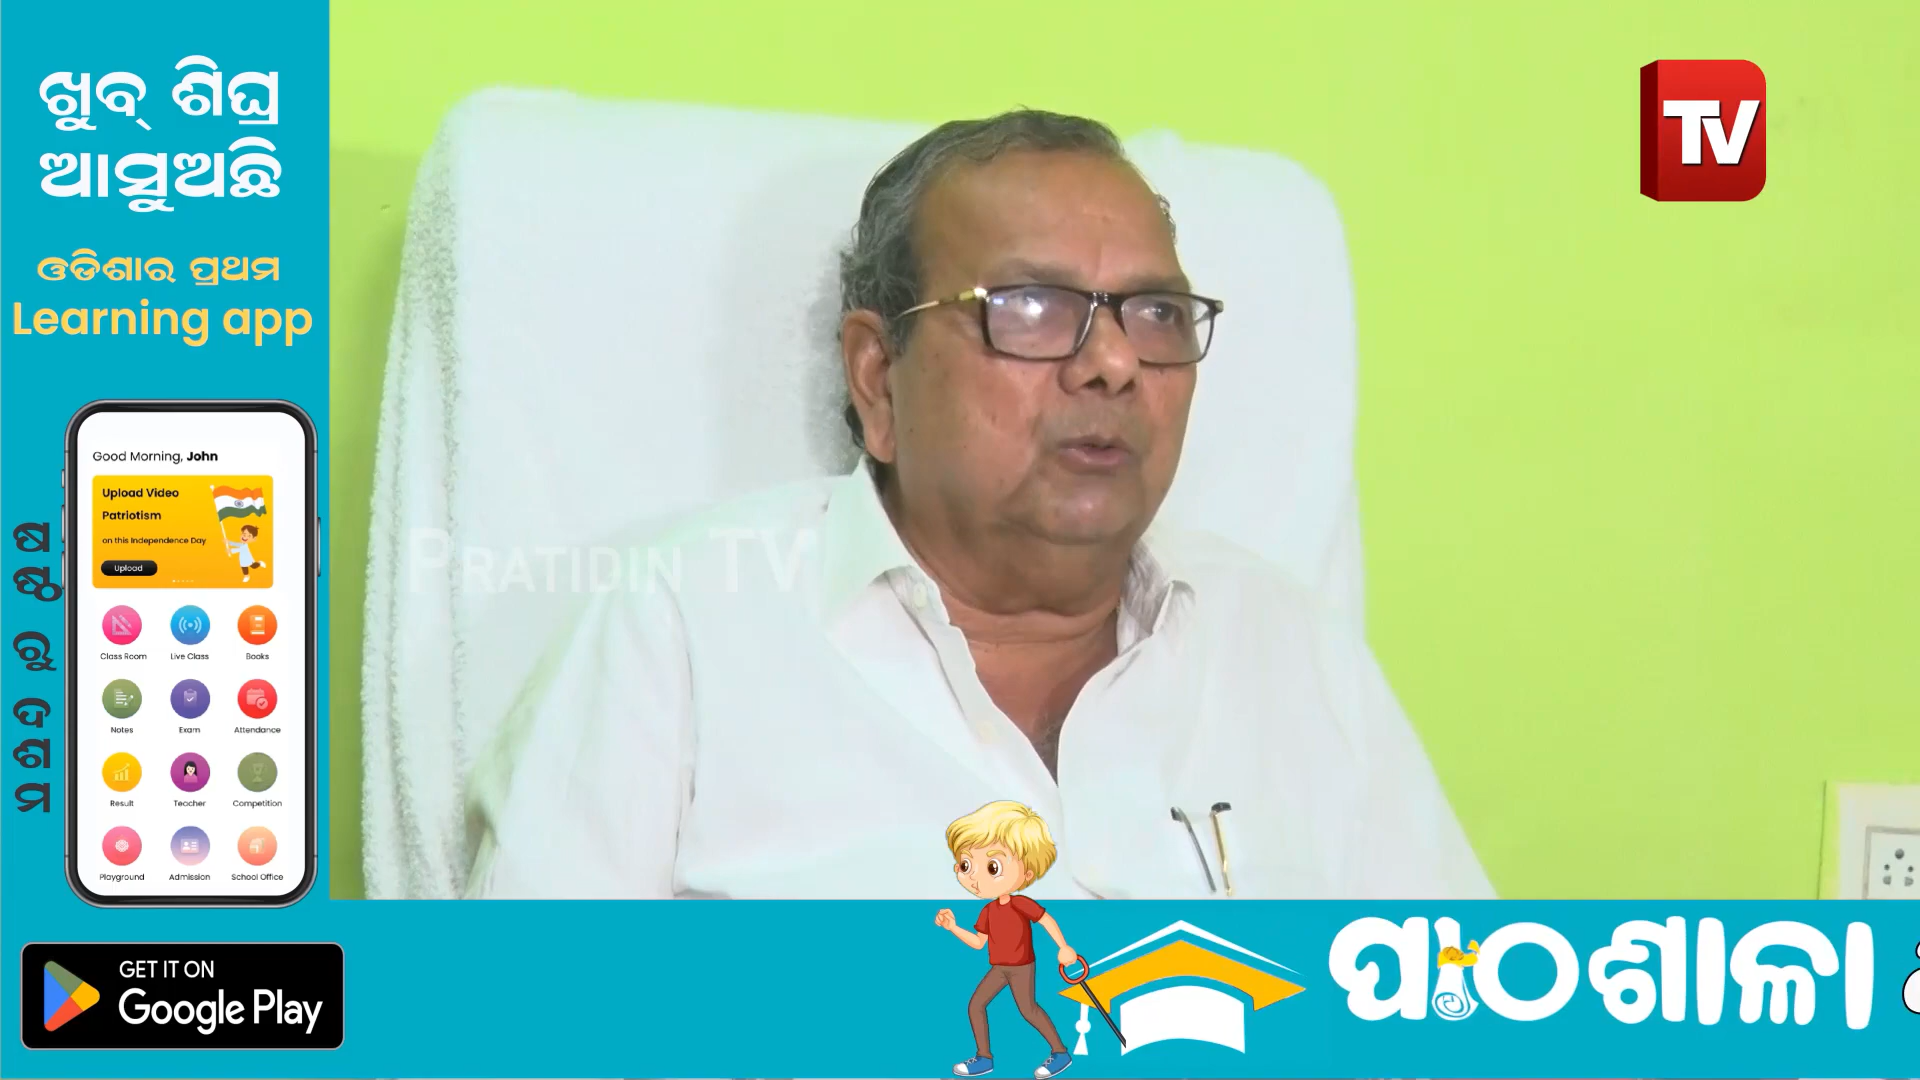 ଖୁବ୍ ଶିଘ୍ର
ଆସୁଅଛି
ଓଡିଶାର ପ୍ରଥମ
Learning app
ଷଷ୍ଠ ରୁ ଦଶମ
Good Morning, John
Upload Video
Patriotism
on this Independence Day
Upload
Class Room
Live Class
Books
Notes
Exam
Attendance
Result
Teacher
Competition
Playground
Admission
School Office
GET IT ON
Google Play
TV
PRATIDIN TV
ପାଠଶାଳା